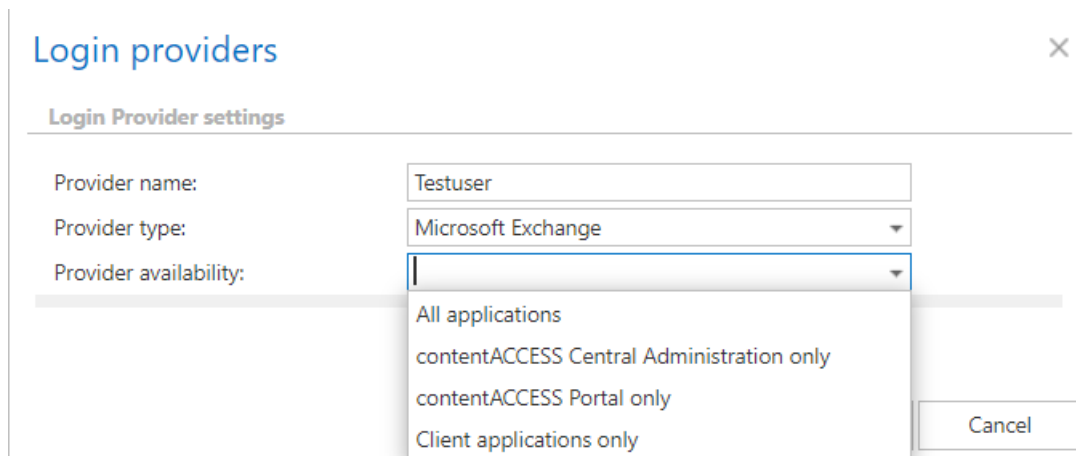 Login providers
Login Provider settings
Provider name: Testuser
Provider type: Microsoft Exchange
Provider availability:
All applications
contentACCESS Central Administration only
contentACCESS Portal only
Client applications only
Cancel